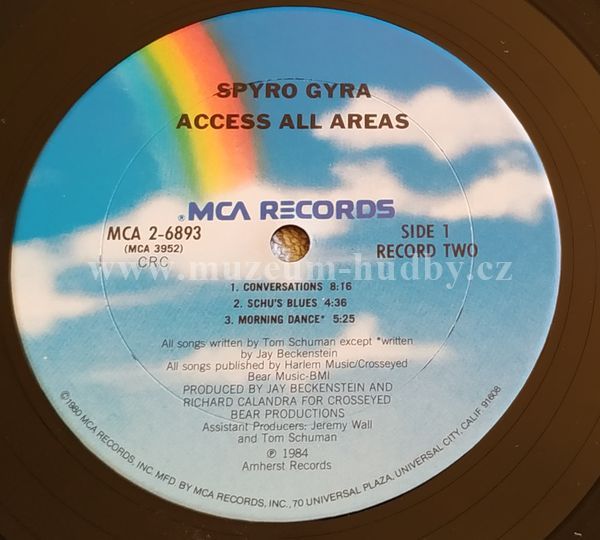 SPYRO GYRA
ACCESS ALL AREAS
®MCA RECORDS
MCA 2-6893
(MCA 3952)
CRC
SIDE 1
RECORD TWO
www.muzeum-hudby.cz
1. CONVERSATIONS 8:16
2. SCHU'S BLUES 4:36
3. MORNING DANCE* 5:25
All songs written by Tom Schuman except *written
by Jay Beckenstein
All songs published by Harlem Music/Crosseyed
Bear Music-BMI
PRODUCED BY JAY BECKENSTEIN AND
RICHARD CALANDRA FOR CROSSEYED
BEAR PRODUCTIONS
Assistant Producers: Jeremy Wall
and Tom Schuman
℗ 1984
Amherst Records
©1980 MCA RECORDS, INC. MFD. BY MCA RECORDS, INC., 70 UNIVERSAL PLAZA, UNIVERSAL CITY, CALIF. 91608